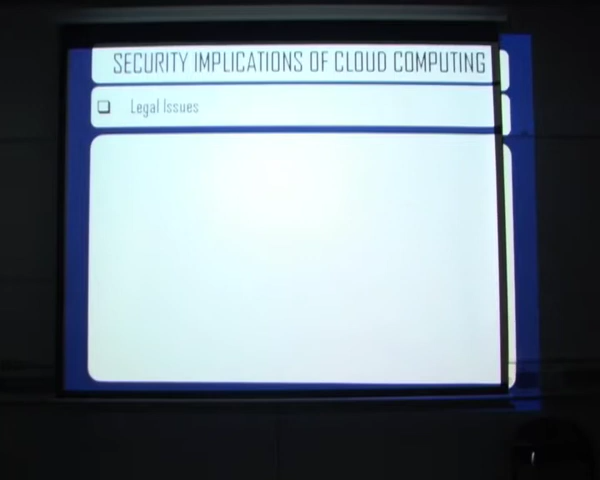 SECURITY IMPLICATIONS OF CLOUD COMPUTING
Legal Issues